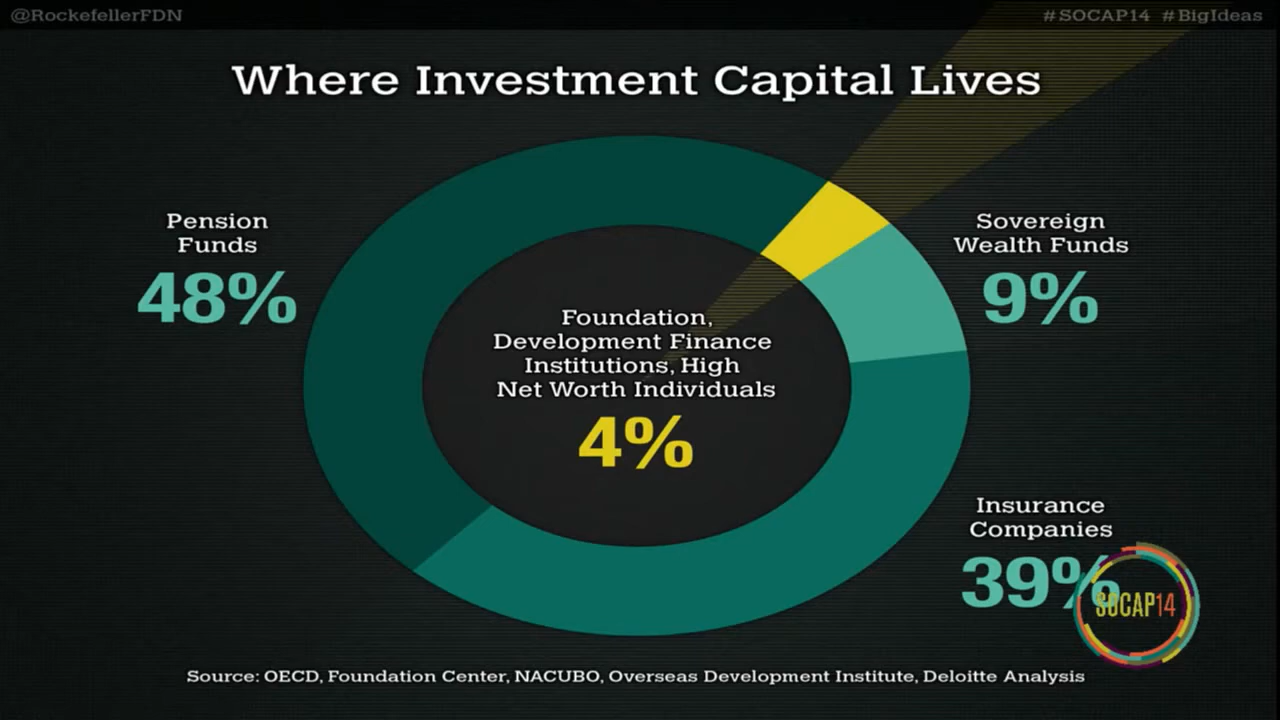 @RockefellerFDN
#SOCAP14 #BigIdeas
Where Investment Capital Lives
Pension
Funds
48%
Sovereign
Wealth Funds
9%
Foundation,
Development Finance
Institutions, High
Net Worth Individuals
4%
Insurance
Companies
39%
SOCAP14
Source: OECD, Foundation Center, NACUBO, Overseas Development Institute, Deloitte Analysis